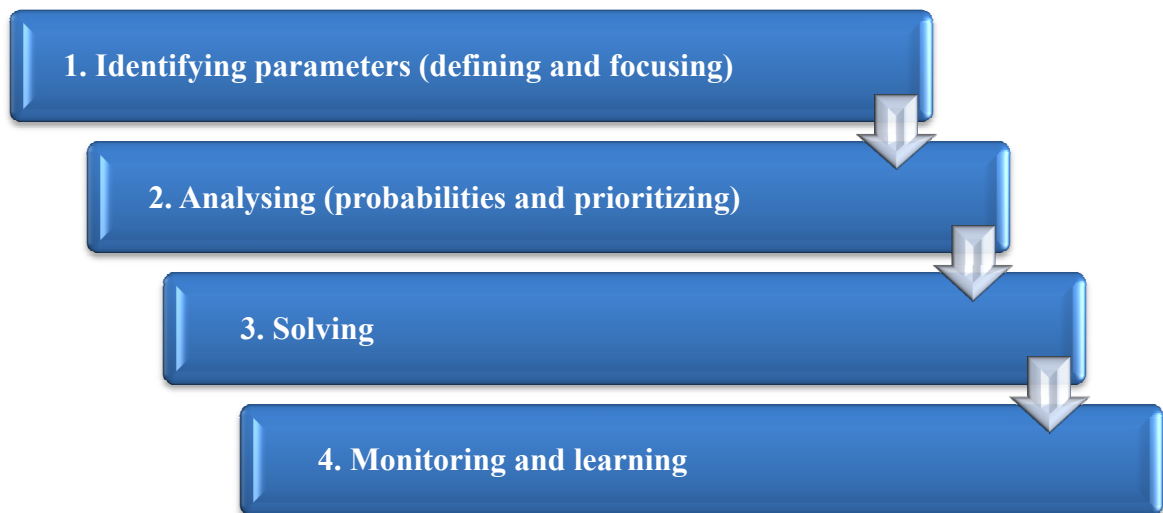 1. Identifying parameters (defining and focusing)
2. Analysing (probabilities and prioritizing)
3. Solving
4. Monitoring and learning